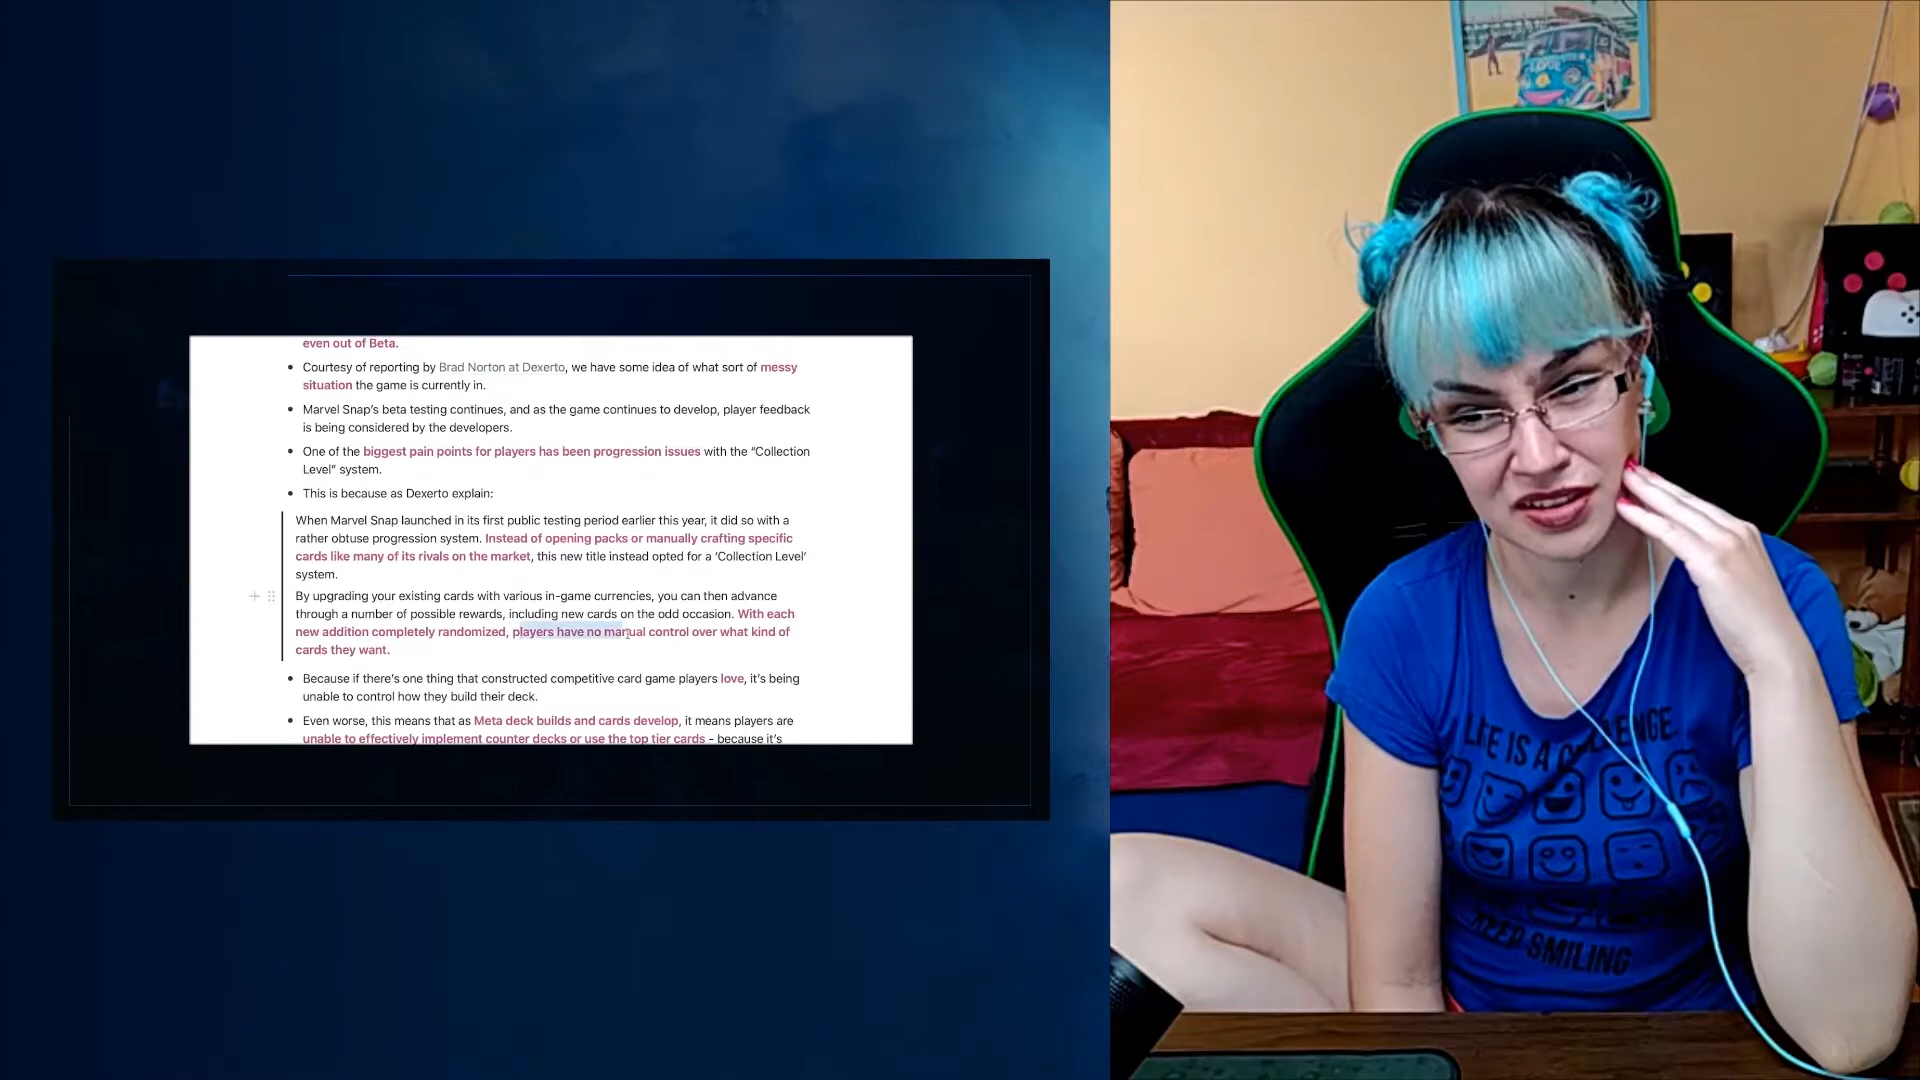 even out of Beta.
• Courtesy of reporting by Brad Norton at Dexerto, we have some idea of what sort of messy
situation the game is currently in.
• Marvel Snap's beta testing continues, and as the game continues to develop, player feedback
is being considered by the developers.
• One of the biggest pain points for players has been progression issues with the “Collection
Level” system.
• This is because as Dexerto explain:
When Marvel Snap launched in its first public testing period earlier this year, it did so with a
rather obtuse progression system. Instead of opening packs or manually crafting specific
cards like many of its rivals on the market, this new title instead opted for a ‘Collection Level’
system.
By upgrading your existing cards with various in-game currencies, you can then advance
through a number of possible rewards, including new cards on the odd occasion. With each
new addition completely randomized, players have no manual control over what kind of
cards they want.
• Because if there's one thing that constructed competitive card game players love, it's being
unable to control how they build their deck.
• Even worse, this means that as Meta deck builds and cards develop, it means players are
unable to effectively implement counter decks or use the top tier cards - because it's
LIFE IS A CHALLENGE
KEEP SMILING